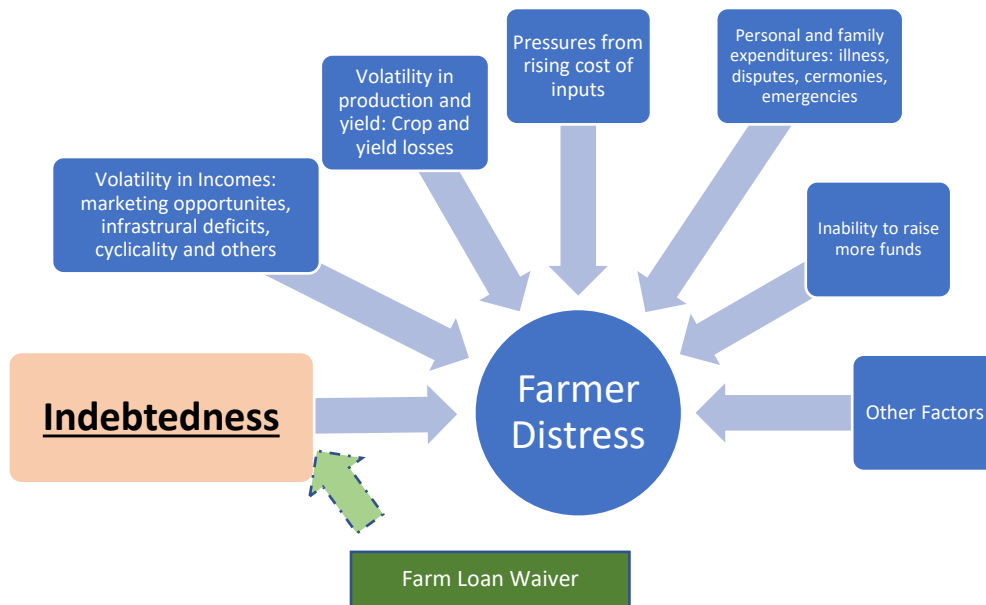 Pressures from
rising cost of
inputs
Personal and family
expenditures: illness,
disputes, cermonies,
emergencies
Volatility in
production and
yield: Crop and
yield losses
Volatility in Incomes:
marketing opportunites,
infrastrural deficits,
cyclicality and others
Inability to raise
more funds
Indebtedness
Farmer
Distress
Other Factors
Farm Loan Waiver